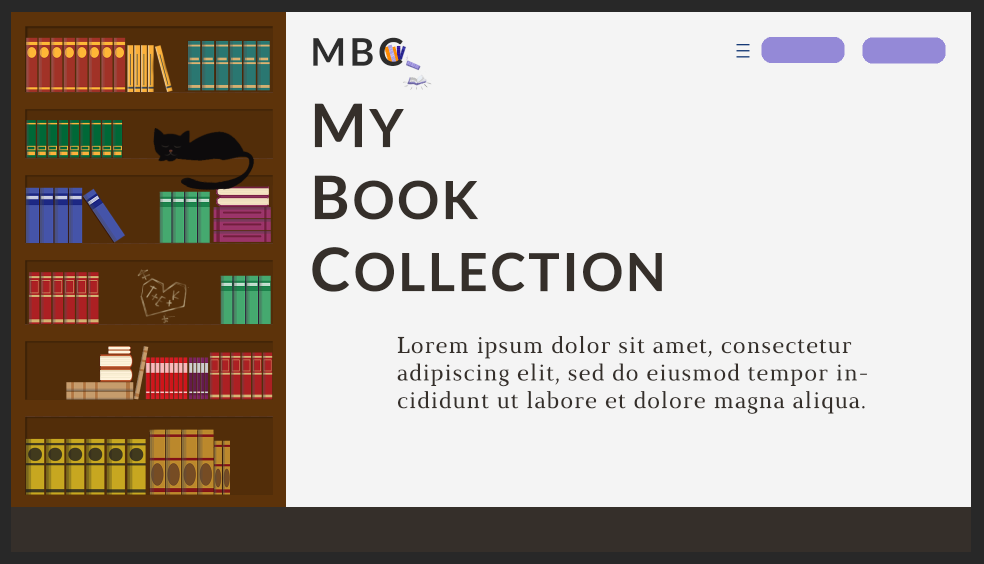 MBC
My
Book
Collection
Lorem ipsum dolor sit amet, consectetur
adipiscing elit, sed do eiusmod tempor in-
cididunt ut labore et dolore magna aliqua.